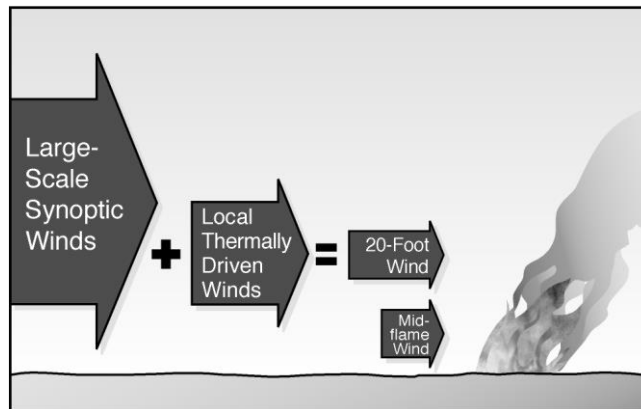 Large-
Scale
Synoptic
Winds
+
Local
Thermally
Driven
Winds
=
20-Foot
Wind
Mid-
flame
Wind